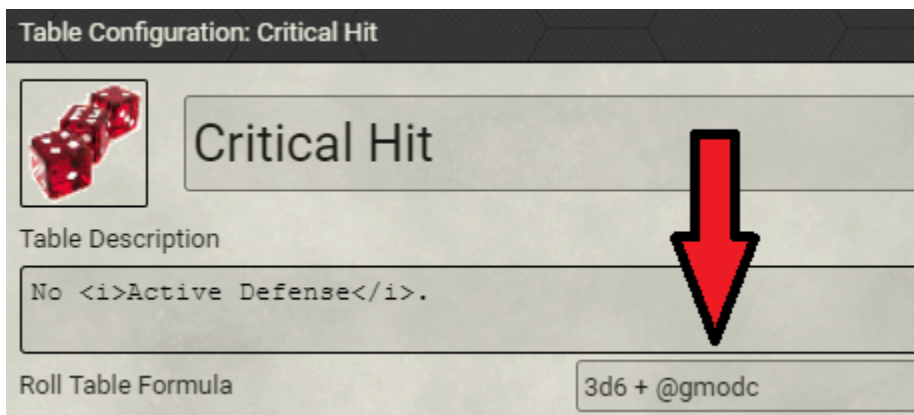 Table Configuration: Critical Hit
Critical Hit
Table Description
No <i>Active Defense</i>.
Roll Table Formula
3d6 + @gmodc